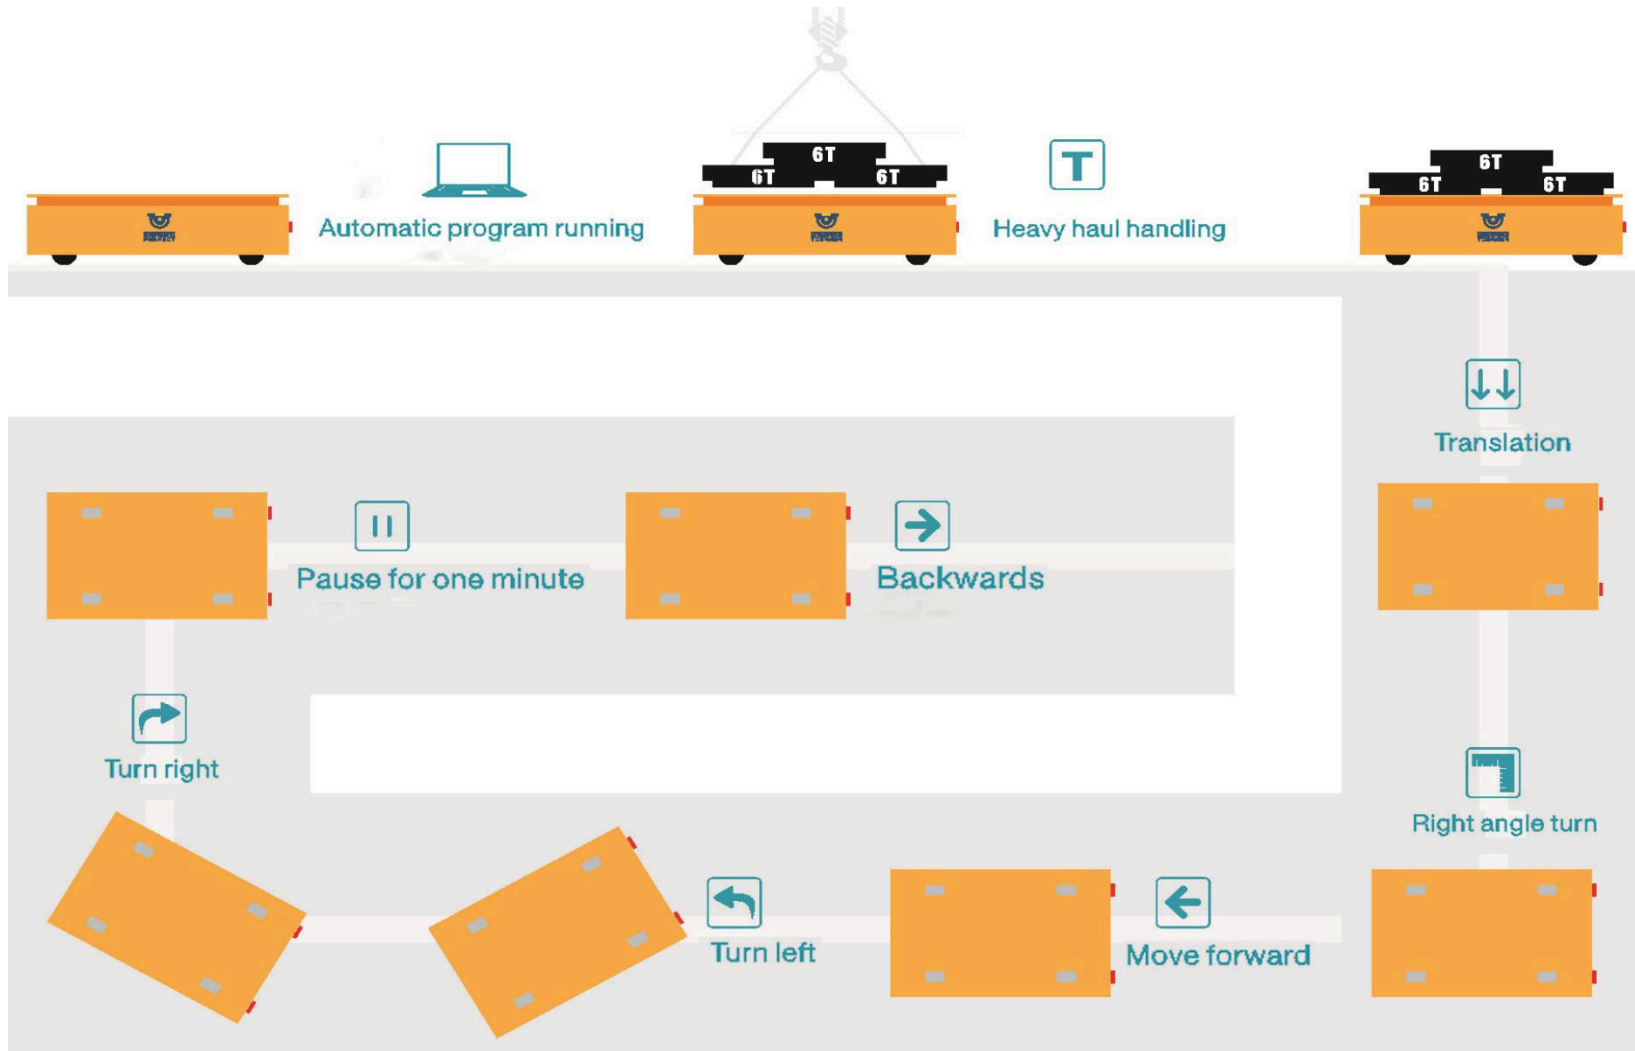 6T
6T 6T
T
6T
6T 6T
Automatic program running
Heavy haul handling
Translation
Pause for one minute
Backwards
Turn right
Right angle turn
Turn left
Move forward